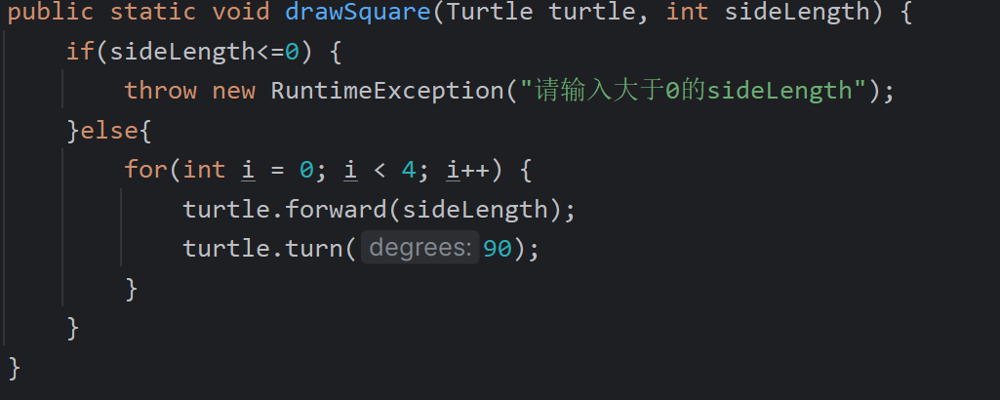 public static void drawSquare(Turtle turtle, int sideLength) {
if(sideLength<=0) {
throw new RuntimeException("请输入大于0的sideLength");
}else{
for(int i = 0; i < 4; i++) {
turtle.forward(sideLength);
turtle.turn( degrees: 90);
}
}
}